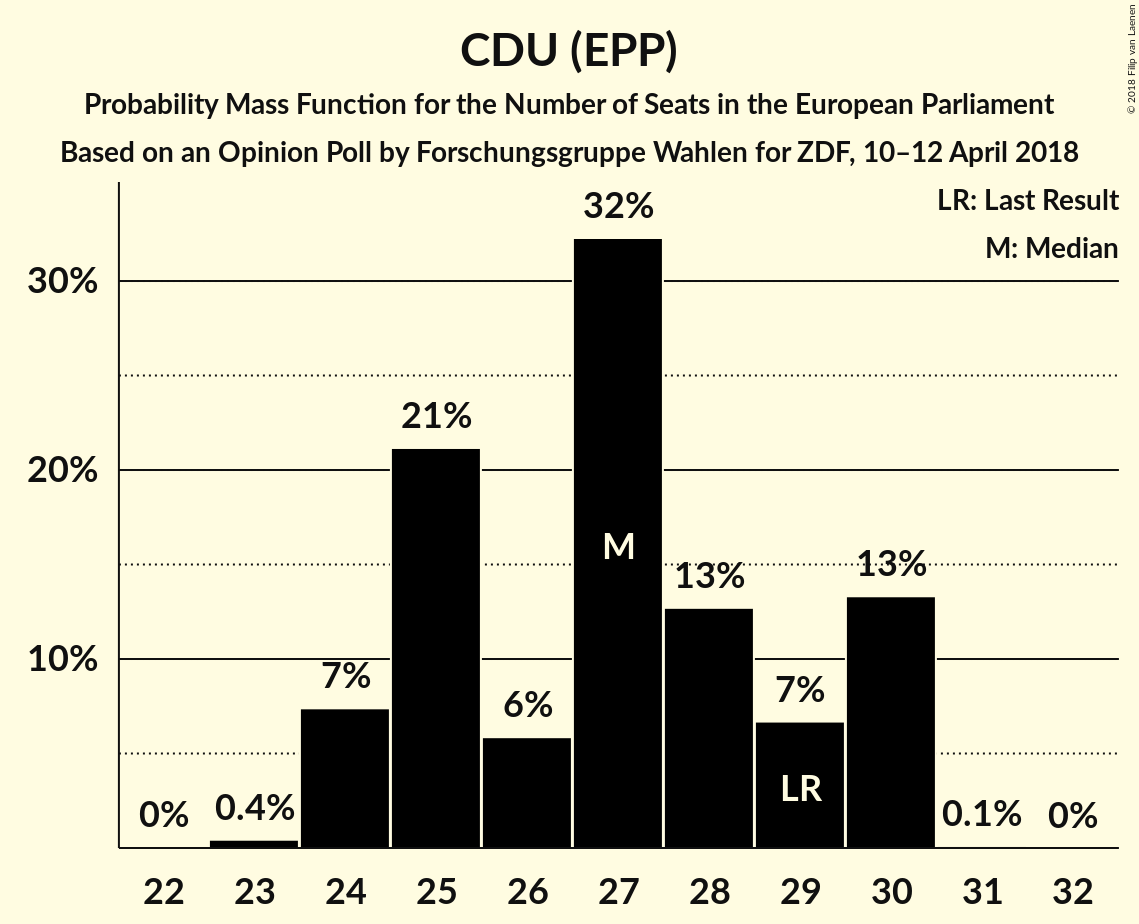 CDU (EPP)
Probability Mass Function for the Number of Seats in the European Parliament
Based on an Opinion Poll by Forschungsgruppe Wahlen for ZDF, 10–12 April 2018
© 2018 Filip van Laenen
LR: Last Result
M: Median
30%
20%
10%
0%
0.4%
7%
21%
6%
32%
13%
7%
13%
0.1%
0%
M
LR
22 23 24 25 26 27 28 29 30 31 32